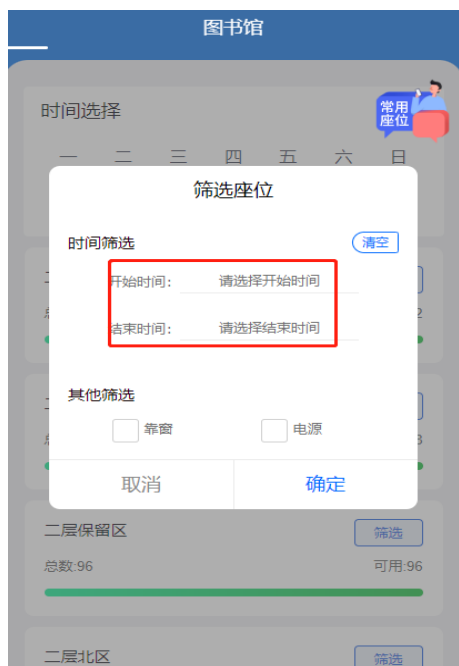 图书馆
时间选择
常用
座位
一 二 三 四 五 六 日
筛选座位
时间筛选
清空
开始时间: 请选择开始时间
结束时间: 请选择结束时间
2
其他筛选
靠窗 电源
3
取消 确定
二层保留区
筛选
总数:96 可用:96
二层北区
筛选